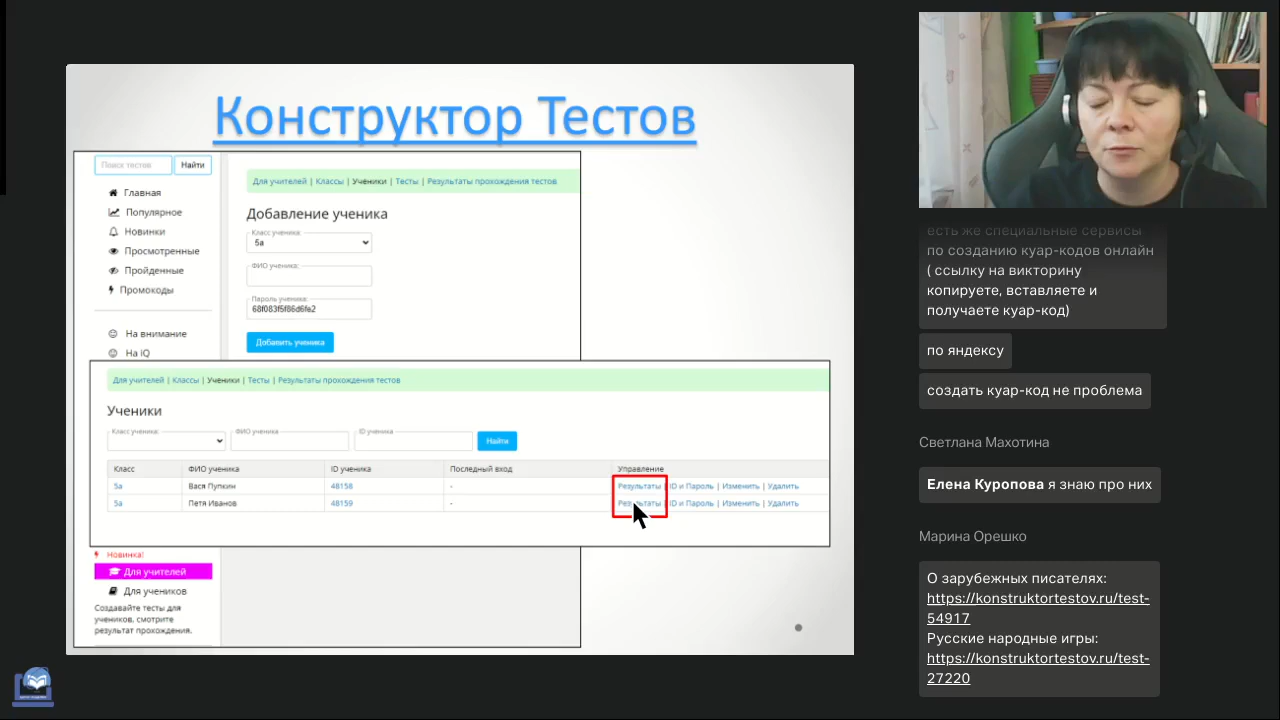 Конструктор Тестов
Поиск тестов
Найти
Главная
Популярное
Новинки
Просмотренные
Пройденные
Промокоды
На внимание
На IQ
Для учителей | Классы | Ученики | Тесты | Результаты прохождения тестов
Добавление ученика
Класс ученика:
5а
ФИО ученика:
Пароль ученика:
68f083f5f86d6fe2
Добавить ученика
Для учителей | Классы | Ученики | Тесты | Результаты прохождения тестов
Ученики
Класс ученика:
ФИО ученика
ID ученика
Найти
Класс ФИО ученика ID ученика Последный вход Управление
5а Вася Пупкин 48158 - Результаты | ID и Пароль | Изменить | Удалить
5а Петя Иванов 48159 - Результаты | ID и Пароль | Изменить | Удалить
Новинка!
Для учителей
Для учеников
Создавайте тесты для
учеников, смотрите
результат прохождения.
есть же специальные сервисы
по созданию куар-кодов онлайн
( ссылку на викторину
копируете, вставляете и
получаете куар-код)
по яндексу
создать куар-код не проблема
Светлана Махотина
Елена Куропова я знаю про них
Марина Орешко
О зарубежных писателях:
https://konstruktortestov.ru/test-
54917
Русские народные игры:
https://konstruktortestov.ru/test-
27220